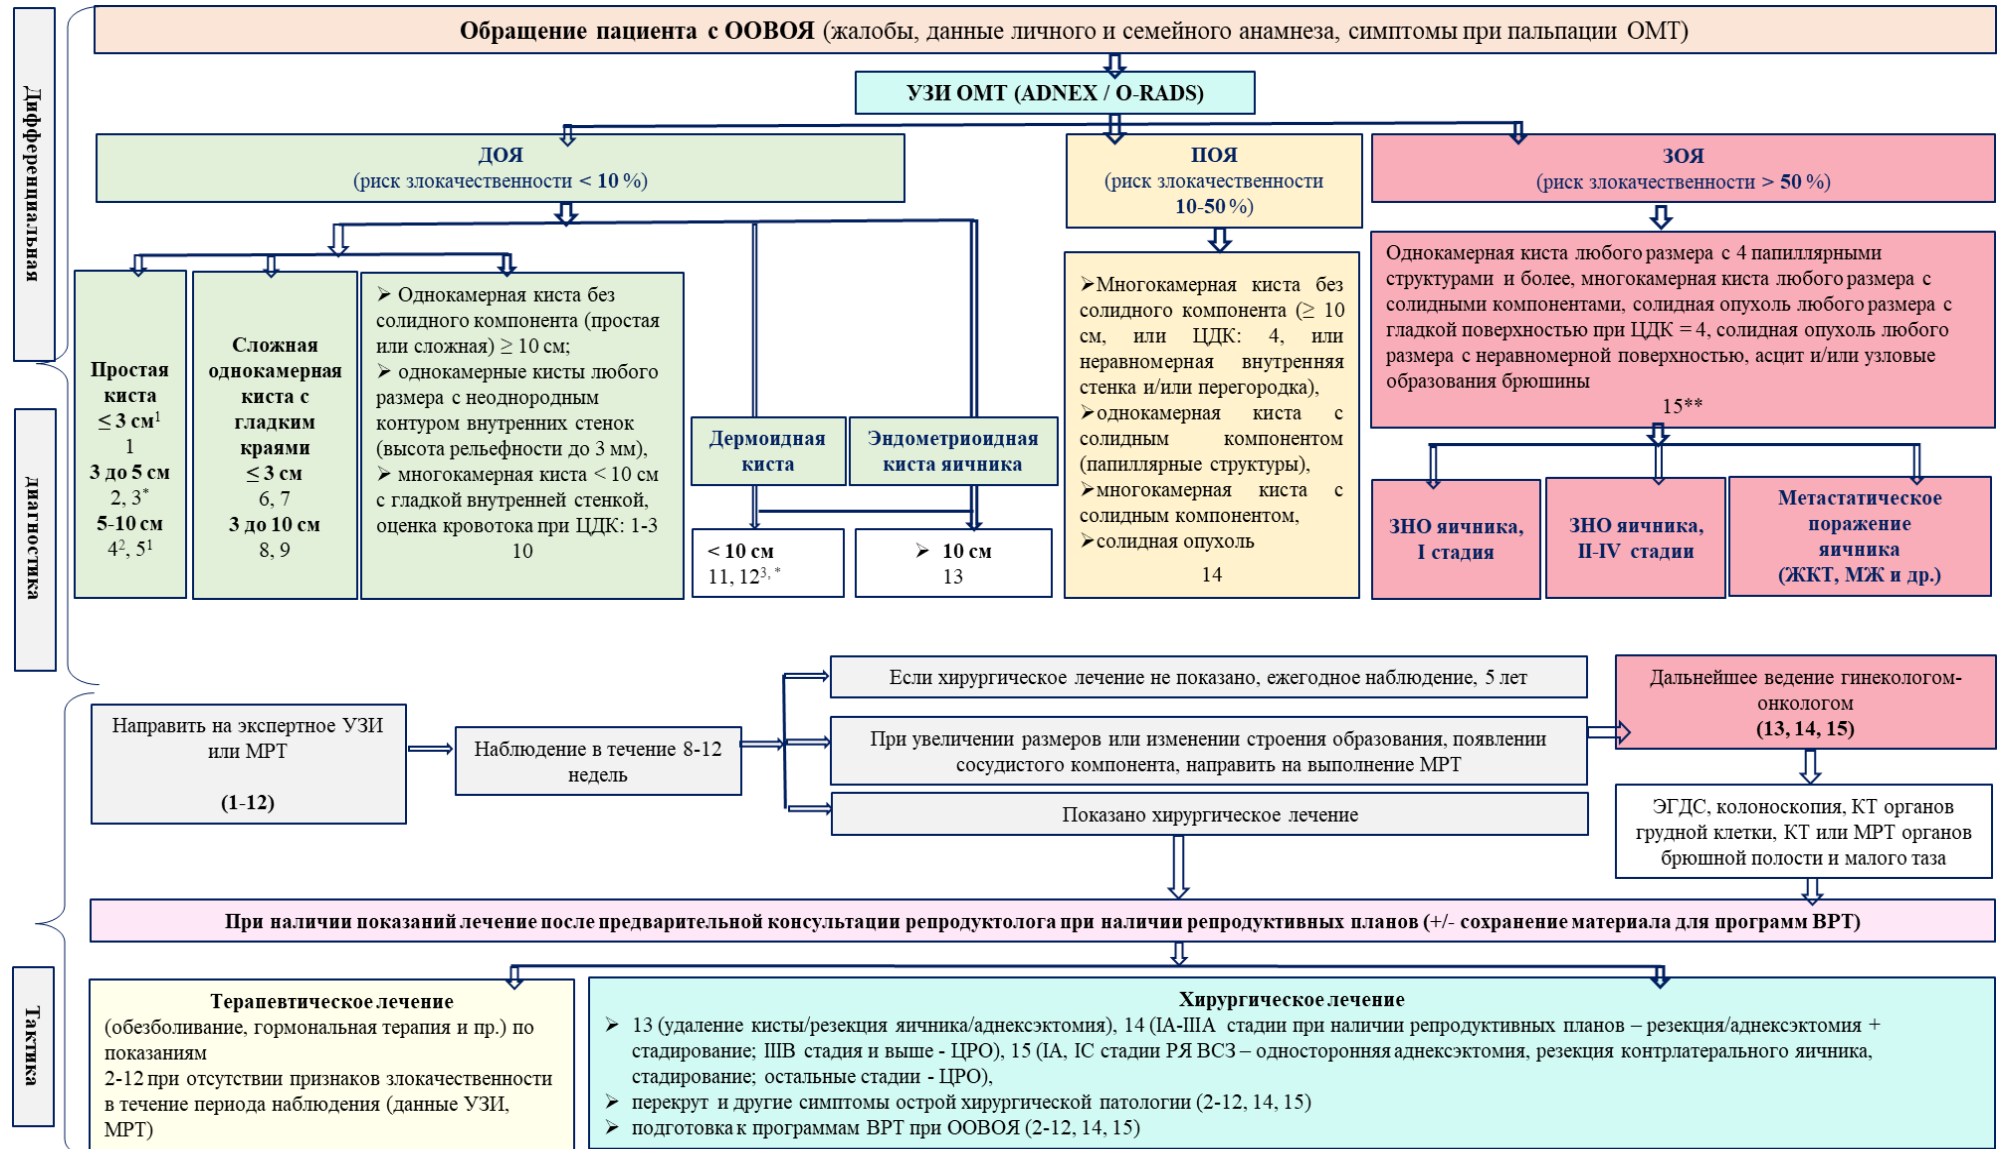 Обращение пациента с ООВОЯ (жалобы, данные личного и семейного анамнеза, симптомы при пальпации ОМТ)
УЗИ ОМТ (ADNEX / O-RADS)
Дифференциальная
диагностика
ДОЯ
(риск злокачественности < 10 %)
ПОЯ
(риск злокачественности
10-50%)
ЗОЯ
(риск злокачественности > 50 %)
Простая
киста
≤ 3 см¹
1
3 до 5 см
2, 3*
5-10 см
4², 5¹
Сложная
однокамерная
киста с
гладким
краями
≤ 3 см
6, 7
3 до 10 см
8, 9
➢ Однокамерная киста без
солидного компонента (простая
или сложная) ≥ 10 см;
➢ однокамерные кисты любого
размера с неоднородным
контуром внутренних стенок
(высота рельефности до 3 мм),
➢ многокамерная киста < 10 см
с гладкой внутренней стенкой,
оценка кровотока при ЦДК: 1-3
10
Дермоидная
киста
Эндометриоидная
киста яичника
< 10 см
11, 12³, *
➢ 10 см
13
➢Многокамерная киста без
солидного компонента (≥ 10
см, или ЦДК: 4, или
неравномерная внутренняя
стенка и/или перегородка),
➢однокамерная киста с
солидным компонентом
(папиллярные структуры),
➢многокамерная киста с
солидным компонентом,
➢солидная опухоль
14
Однокамерная киста любого размера с 4 папиллярными
структурами и более, многокамерная киста любого размера с
солидными компонентами, солидная опухоль любого размера с
гладкой поверхностью при ЦДК = 4, солидная опухоль любого
размера с неравномерной поверхностью, асцит и/или узловые
образования брюшины
15**
ЗНО яичника,
I стадия
ЗНО яичника,
II-IV стадии
Метастатическое
поражение
яичника
(ЖКТ, МЖ и др.)
Тактика
Направить на экспертное УЗИ
или МРТ
(1-12)
Наблюдение в течение 8-12
недель
Если хирургическое лечение не показано, ежегодное наблюдение, 5 лет
При увеличении размеров или изменении строения образования, появлении
сосудистого компонента, направить на выполнение МРТ
Показано хирургическое лечение
Дальнейшее ведение гинекологом-
онкологом
(13, 14, 15)
ЭГДС, колоноскопия, КТ органов
грудной клетки, КТ или МРТ органов
брюшной полости и малого таза
При наличии показаний лечение после предварительной консультации репродуктолога при наличии репродуктивных планов (+/- сохранение материала для программ ВРТ)
Терапевтическое лечение
(обезболивание, гормональная терапия и пр.) по
показаниям
2-12 при отсутствии признаков злокачественности
в течение периода наблюдения (данные УЗИ,
МРТ)
Хирургическое лечение
➢ 13 (удаление кисты/резекция яичника/аднексэктомия), 14 (IA-IIIA стадии при наличии репродуктивных планов – резекция/аднексэктомия +
стадирование; IIIB стадия и выше - ЦРО), 15 (IA, IC стадии РЯ ВСЗ – односторонняя аднексэктомия, резекция контрлатерального яичника,
стадирование; остальные стадии - ЦРО),
➢ перекрут и другие симптомы острой хирургической патологии (2-12, 14, 15)
➢ подготовка к программам ВРТ при ООВОЯ (2-12, 14, 15)